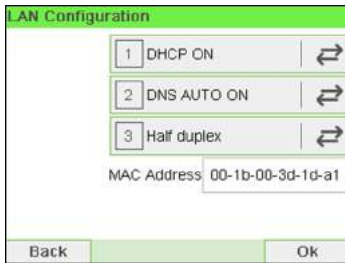 LAN Configuration
1 DHCP ON
2 DNS AUTO ON
3 Half duplex
MAC Address 00-1b-00-3d-1d-a1
Back Ok